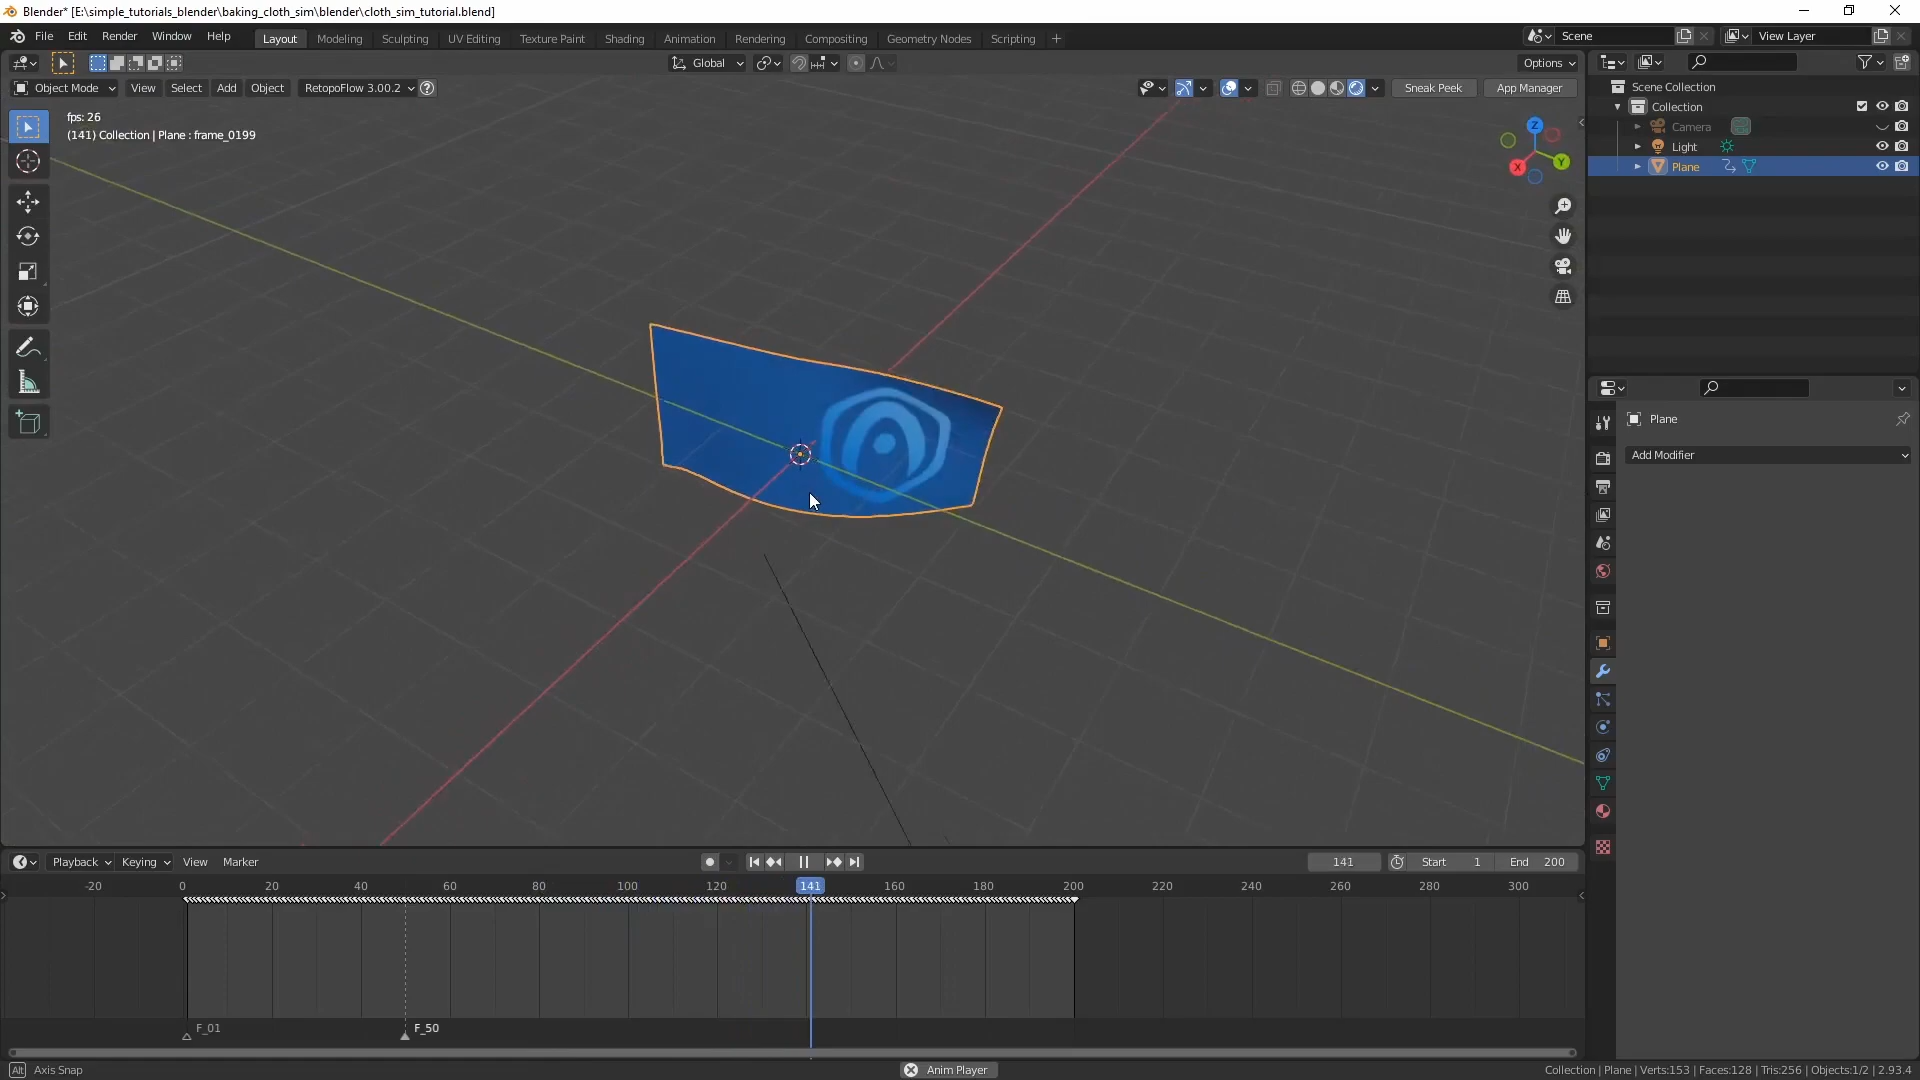 Blender* [E:\simple_tutorials_blender\baking_cloth_sim\blender\cloth_sim_tutorial.blend]
File Edit Render Window Help Layout Modeling Sculpting UV Editing Texture Paint Shading Animation Rendering Compositing Geometry Nodes Scripting + Scene View Layer
Global Options
Object Mode View Select Add Object RetopoFlow 3.00.2 ? Sneak Peek App Manager
Scene Collection
Collection
Camera
Light
Plane
fps: 26
(141) Collection | Plane : frame_0199
Z
X Y
Plane
Add Modifier
Playback Keying View Marker 141 Start 1 End 200
-20 0 20 40 60 80 100 120 141 160 180 200 220 240 260 280 300
F_01 F_50
Alt Axis Snap Anim Player Collection | Plane | Verts:153 | Faces:128 | Tris:256 | Objects:1/2 | 2.93.4